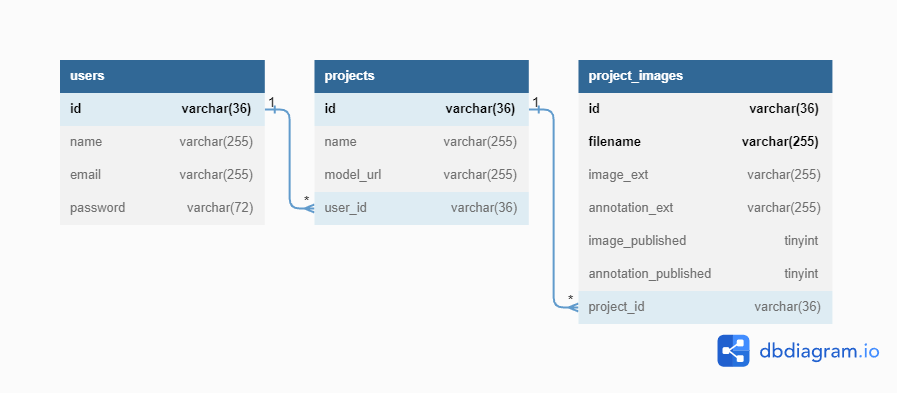 users
id varchar(36)
name varchar(255)
email varchar(255)
password varchar(72)
1
*
projects
id varchar(36)
name varchar(255)
model_url varchar(255)
user_id varchar(36)
1
*
project_images
id varchar(36)
filename varchar(255)
image_ext varchar(255)
annotation_ext varchar(255)
image_published tinyint
annotation_published tinyint
project_id varchar(36)
dbdiagram.io